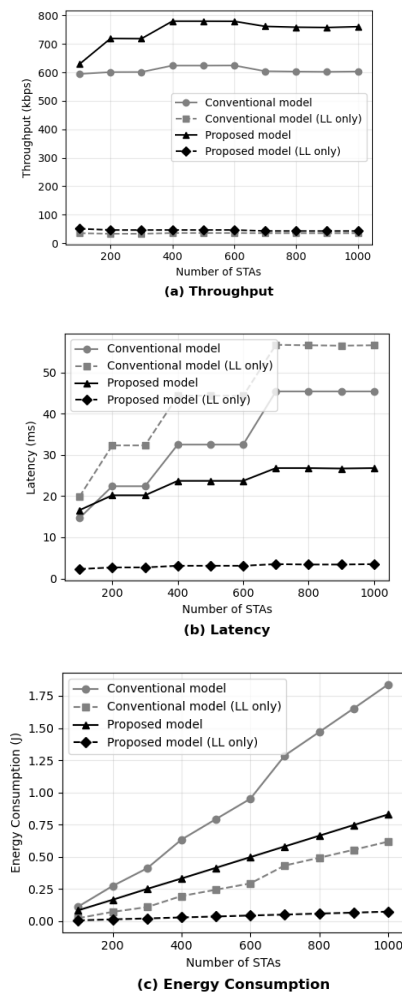 800
700
600
500
400
300
200
100
0
Throughput (kbps)
Conventional model
Conventional model (LL only)
Proposed model
Proposed model (LL only)
200 400 600 800 1000
Number of STAs
(a) Throughput
50
40
30
20
10
0
Latency (ms)
Conventional model
Conventional model (LL only)
Proposed model
Proposed model (LL only)
200 400 600 800 1000
Number of STAs
(b) Latency
1.75
1.50
1.25
1.00
0.75
0.50
0.25
0.00
Energy Consumption (J)
Conventional model
Conventional model (LL only)
Proposed model
Proposed model (LL only)
200 400 600 800 1000
Number of STAs
(c) Energy Consumption